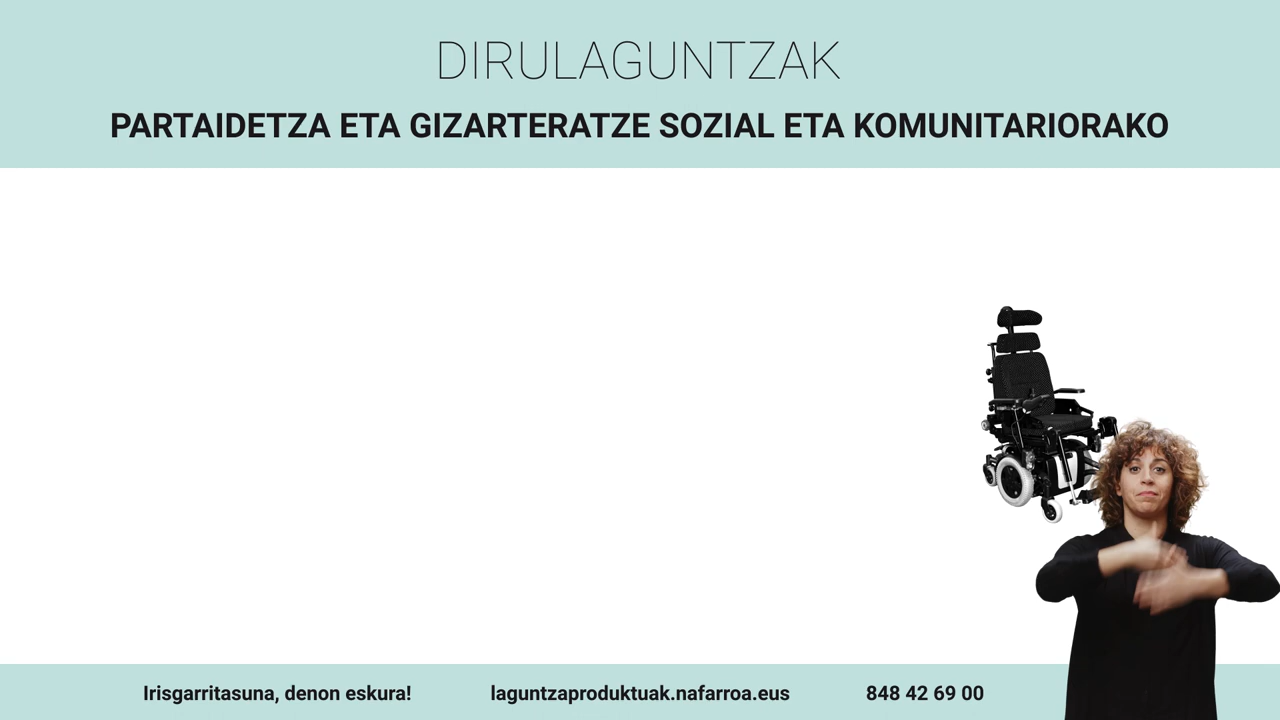 DIRULAGUNTZAK
PARTAIDETZA ETA GIZARTERATZE SOZIAL ETA KOMUNITARIORAKO
Irisgarritasuna, denon eskura! laguntzaproduktuak.nafarroa.eus 848 42 69 00